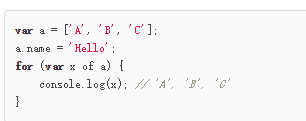 var a = ['A', 'B', 'C'];
a.name = 'Hello';
for (var x of a) {
    console.log(x); // 'A', 'B', 'C'
}